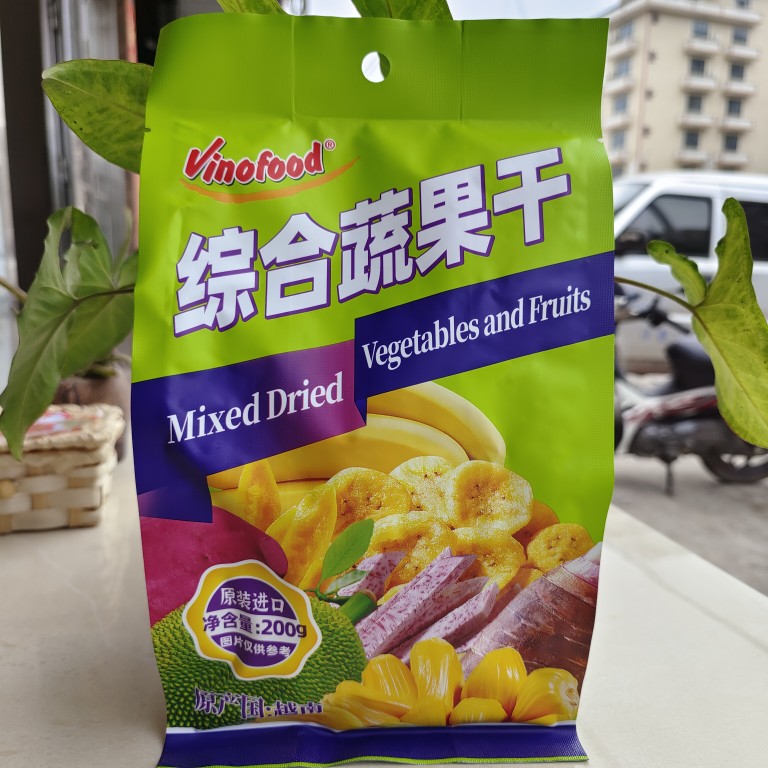 Vinofood®
综合蔬果干
Mixed Dried Vegetables and Fruits
原装进口
净含量:200g
图片仅供参考
原产国:越南